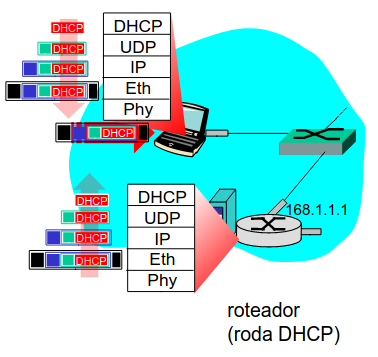 DHCP
DHCP
DHCP
DHCP
DHCP
DHCP
UDP
IP
Eth
Phy
DHCP
DHCP
DHCP
DHCP
DHCP
UDP
IP
Eth
Phy
168.1.1.1
roteador
(roda DHCP)